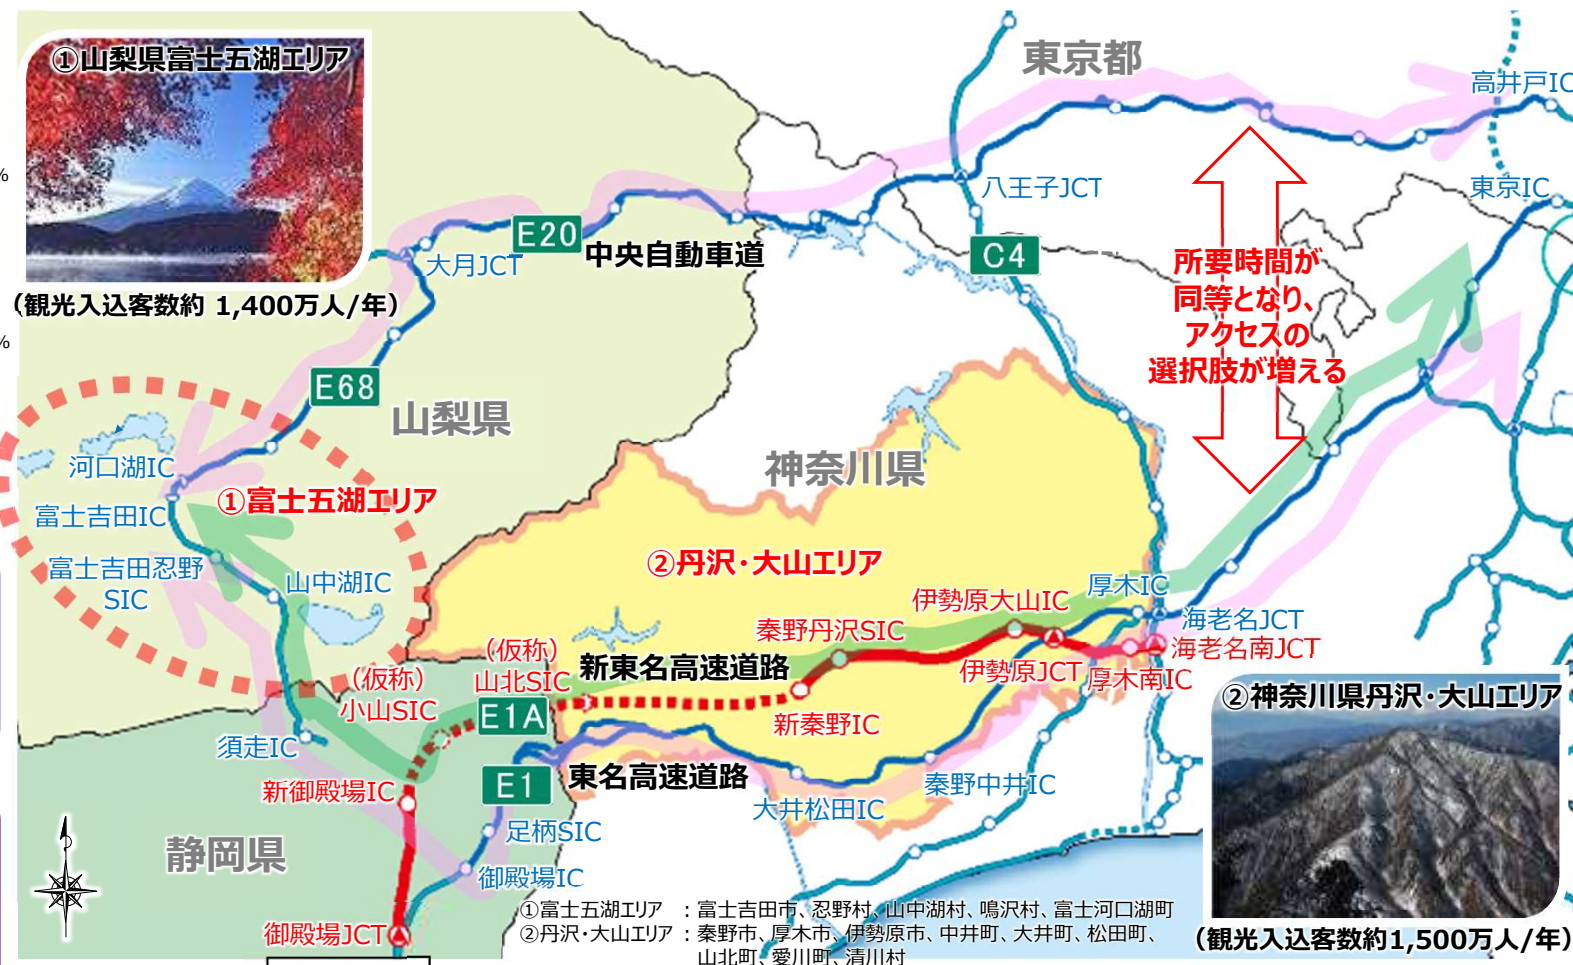 ①山梨県富士五湖エリア
（観光入込客数約 1,400万人/年）
%
%
東京都
高井戸IC
東京IC
八王子JCT
C4
E20
中央自動車道
大月JCT
E68
山梨県
所要時間が
同等となり、
アクセスの
選択肢が増える
神奈川県
河口湖IC
①富士五湖エリア
富士吉田IC
富士吉田忍野
SIC
山中湖IC
②丹沢・大山エリア
厚木IC
伊勢原大山IC
海老名JCT
秦野丹沢SIC
海老名南JCT
（仮称）
山北SIC
新東名高速道路
伊勢原JCT
厚木南IC
（仮称）
小山SIC
E1A
新秦野IC
②神奈川県丹沢・大山エリア
須走IC
新御殿場IC
E1
東名高速道路
秦野中井IC
大井松田IC
足柄SIC
静岡県
御殿場IC
御殿場JCT
①富士五湖エリア ：富士吉田市、忍野村、山中湖村、鳴沢村、富士河口湖町
②丹沢・大山エリア：秦野市、厚木市、伊勢原市、中井町、大井町、松田町、
山北町、愛川町、清川村
（観光入込客数約1,500万人/年）